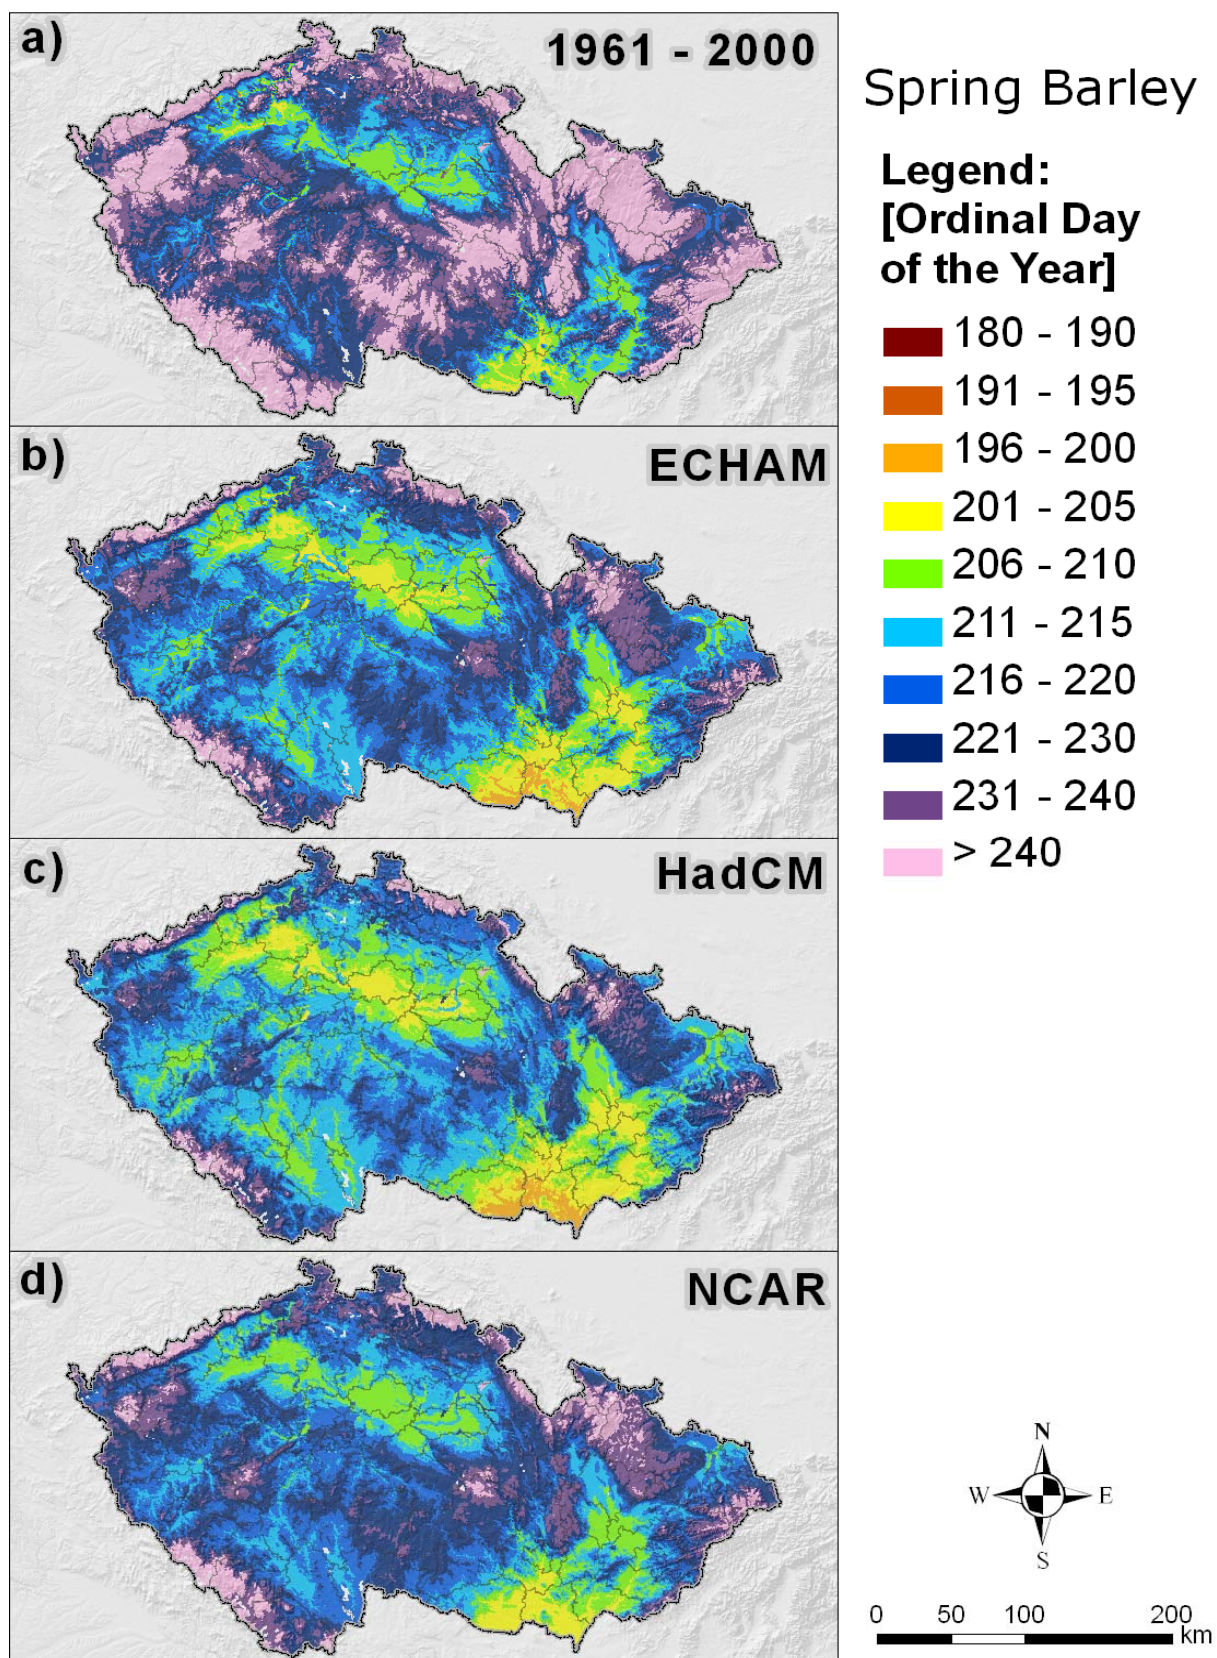 a)
1961 - 2000
Spring Barley
Legend:
[Ordinal Day
of the Year]
180 - 190
191 - 195
196 - 200
201 - 205
206 - 210
211 - 215
216 - 220
221 - 230
231 - 240
> 240
b)
ECHAM
c)
HadCM
d)
NCAR
N
W
E
S
0 50 100 200
km